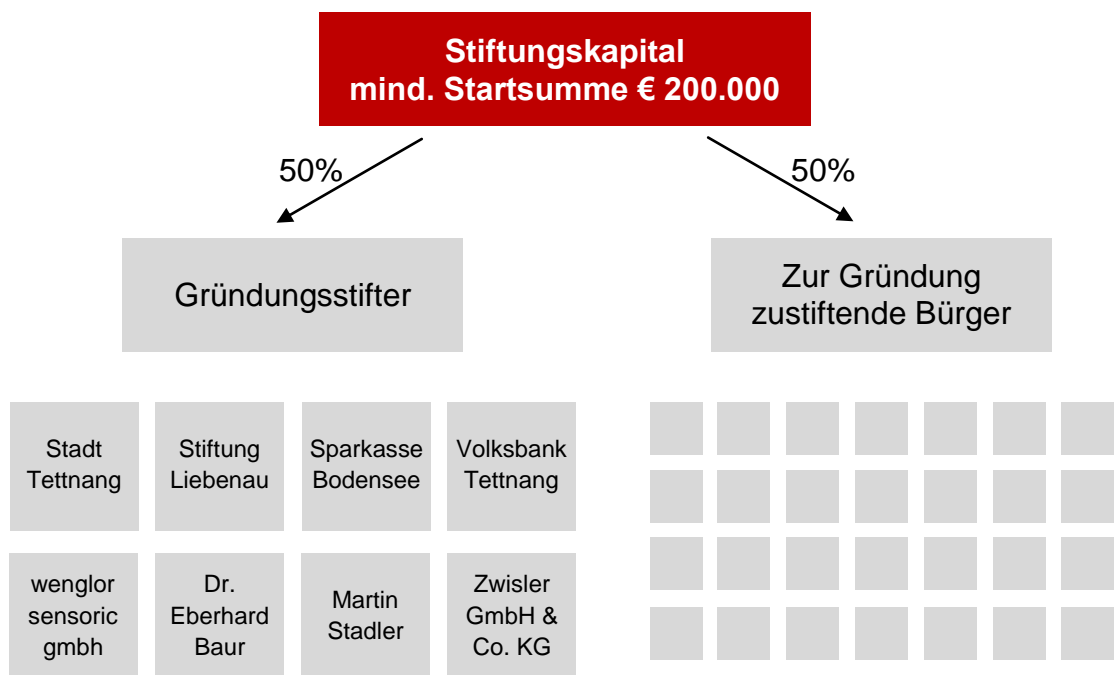 Stiftungskapital
mind. Startsumme € 200.000
50%
50%
Gründungsstifter
Zur Gründung
zustiftende Bürger
Stadt
Tettnang
Stiftung
Liebenau
Sparkasse
Bodensee
Volksbank
Tettnang
wenglor
sensoric
gmbh
Dr.
Eberhard
Baur
Martin
Stadler
Zwisler
GmbH &
Co. KG